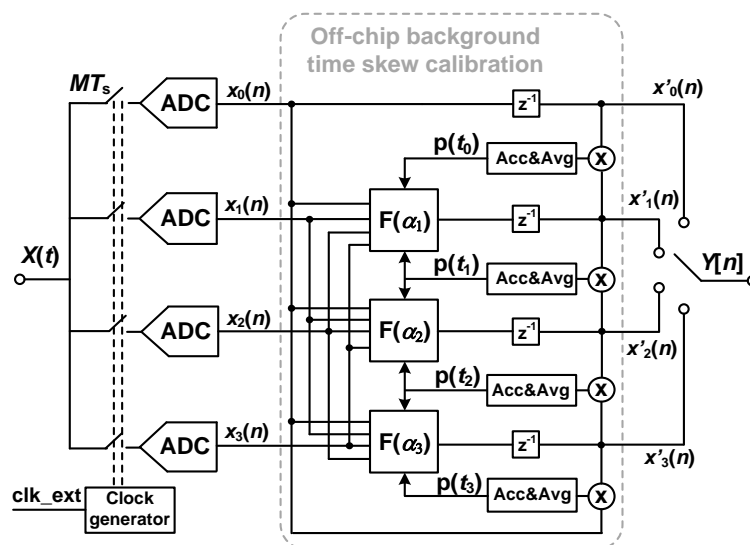 Off-chip background
time skew calibration
MTs
ADC
x0(n)
z-1
x'0(n)
p(t0)
Acc&Avg
X
ADC
x1(n)
F(α1)
z-1
x'1(n)
X(t)
p(t1)
Acc&Avg
X
Y[n]
ADC
x2(n)
F(α2)
z-1
x'2(n)
p(t2)
Acc&Avg
X
ADC
x3(n)
F(α3)
z-1
x'3(n)
clk_ext
Clock
generator
p(t3)
Acc&Avg
X